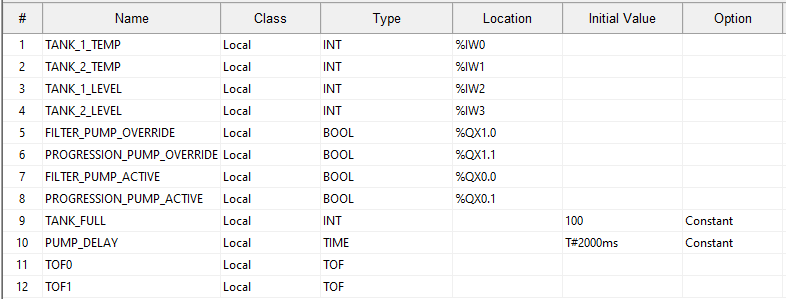 # Name Class Type Location Initial Value Option
1 TANK_1_TEMP Local INT %IW0
2 TANK_2_TEMP Local INT %IW1
3 TANK_1_LEVEL Local INT %IW2
4 TANK_2_LEVEL Local INT %IW3
5 FILTER_PUMP_OVERRIDE Local BOOL %QX1.0
6 PROGRESSION_PUMP_OVERRIDE Local BOOL %QX1.1
7 FILTER_PUMP_ACTIVE Local BOOL %QX0.0
8 PROGRESSION_PUMP_ACTIVE Local BOOL %QX0.1
9 TANK_FULL Local INT 100 Constant
10 PUMP_DELAY Local TIME T#2000ms Constant
11 TOF0 Local TOF
12 TOF1 Local TOF